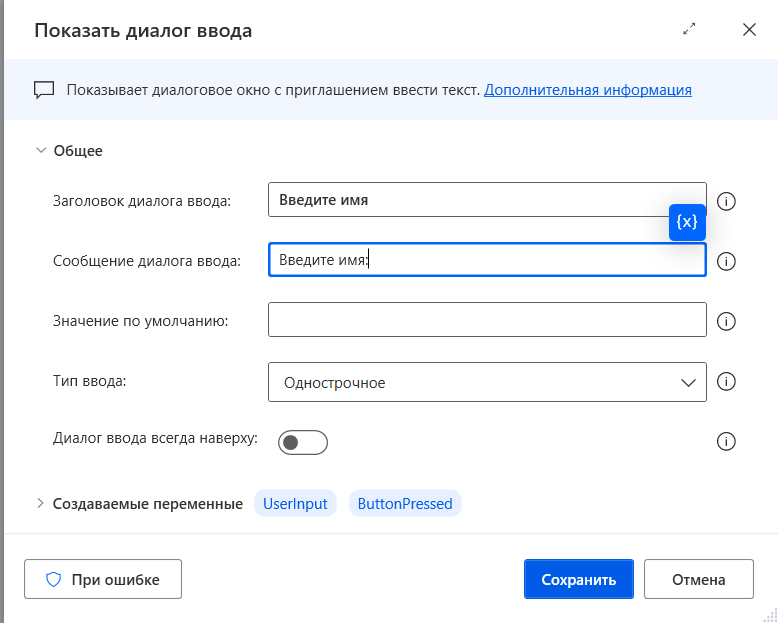 Показать диалог ввода
Показывает диалоговое окно с приглашением ввести текст. Дополнительная информация
Общее
Заголовок диалога ввода:
Введите имя
{x}
Сообщение диалога ввода:
Введите имя:
Значение по умолчанию:
Тип ввода:
Однострочное
Диалог ввода всегда наверху:
Создаваемые переменные UserInput ButtonPressed
При ошибке Сохранить Отмена